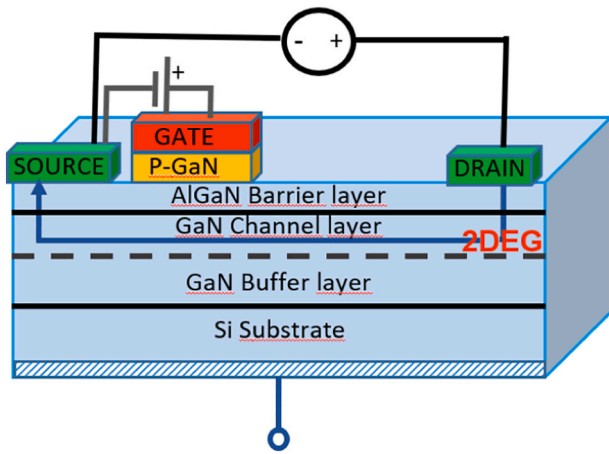 - +
+
GATE
SOURCE P-GaN DRAIN
AlGaN Barrier layer
GaN Channel layer
2DEG
GaN Buffer layer
Si Substrate